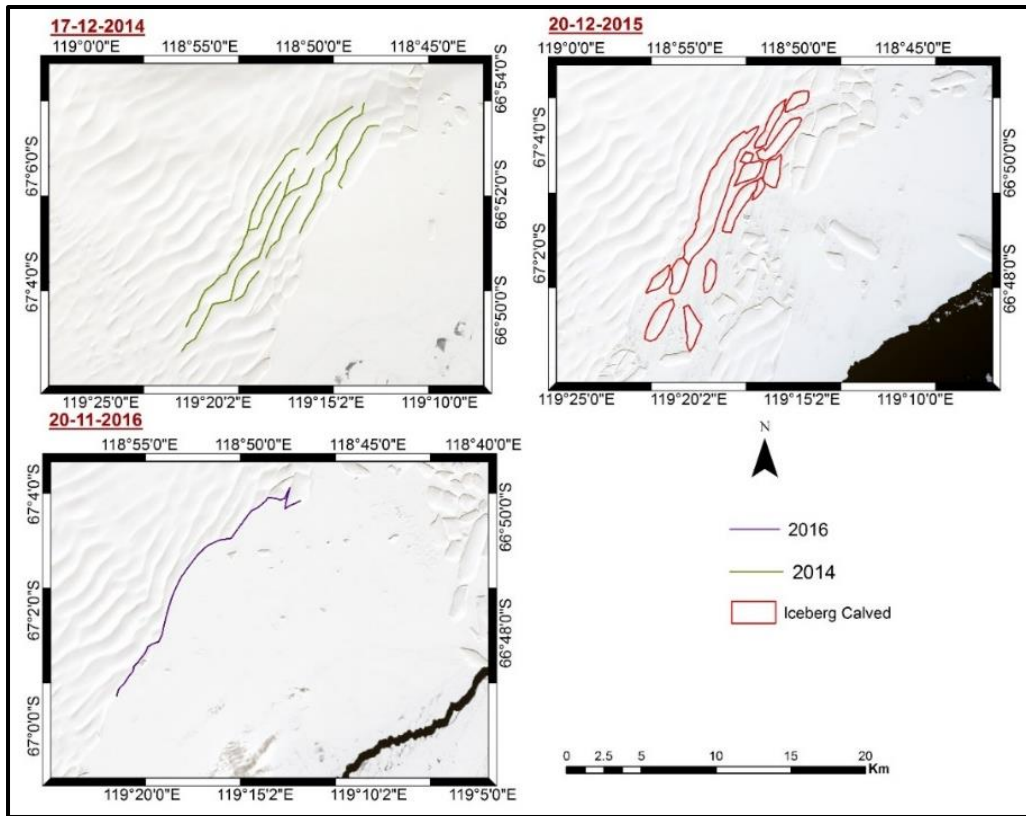 17-12-2014
119°0'0"E 118°55'0"E 118°50'0"E 118°45'0"E
66°54'0"S
67°6'0"S
66°52'0"S
67°4'0"S
66°50'0"S
119°25'0"E 119°20'2"E 119°15'2"E 119°10'0"E
20-12-2015
119°0'0"E 118°55'0"E 118°50'0"E 118°45'0"E
67°4'0"S
66°50'0"S
67°2'0"S
66°48'0"S
119°25'0"E 119°20'2"E 119°15'2"E 119°10'0"E
20-11-2016
118°55'0"E 118°50'0"E 118°45'0"E 118°40'0"E
67°4'0"S
66°50'0"S
67°2'0"S
66°48'0"S
67°0'0"S
119°20'0"E 119°15'2"E 119°10'2"E 119°5'0"E
N
2016
2014
Iceberg Calved
0 2.5 5 10 15 20
Km